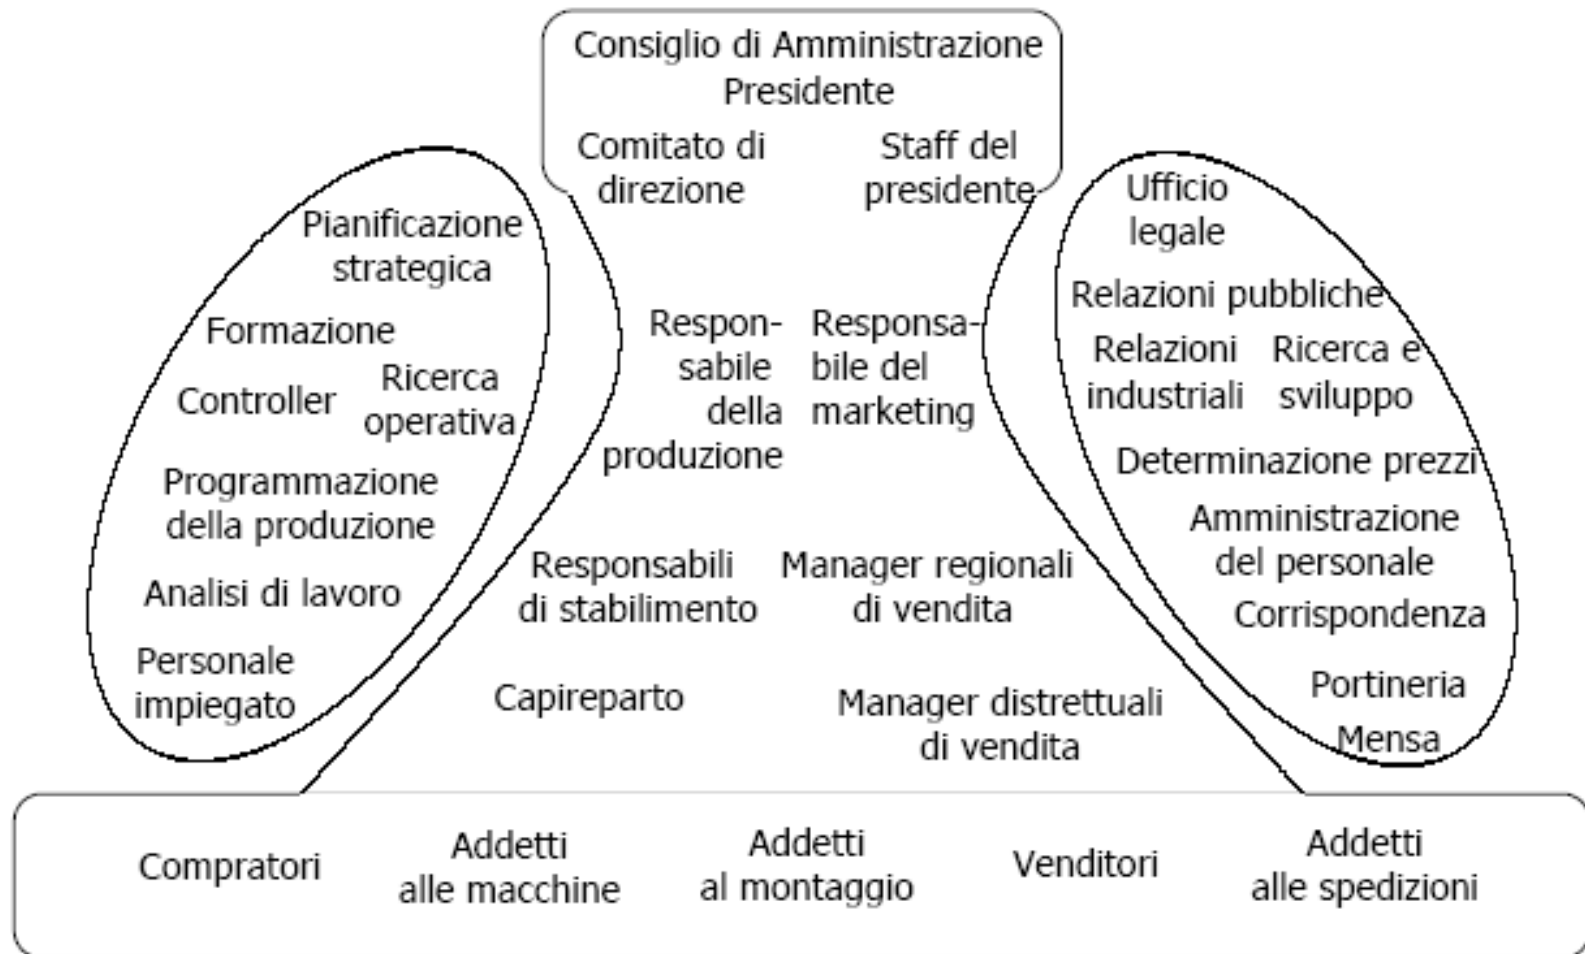 Consiglio di Amministrazione
Presidente
Comitato di
direzione
Staff del
presidente
Pianificazione
strategica
Formazione
Controller
Ricerca
operativa
Programmazione
della produzione
Analisi di lavoro
Personale
impiegato
Respon-
sabile
della
produzione
Responsa-
bile del
marketing
Responsabili
di stabilimento
Manager regionali
di vendita
Capireparto
Manager distrettuali
di vendita
Ufficio
legale
Relazioni pubbliche
Relazioni
industriali
Ricerca e
sviluppo
Determinazione prezzi
Amministrazione
del personale
Corrispondenza
Portineria
Mensa
Compratori
Addetti
alle macchine
Addetti
al montaggio
Venditori
Addetti
alle spedizioni